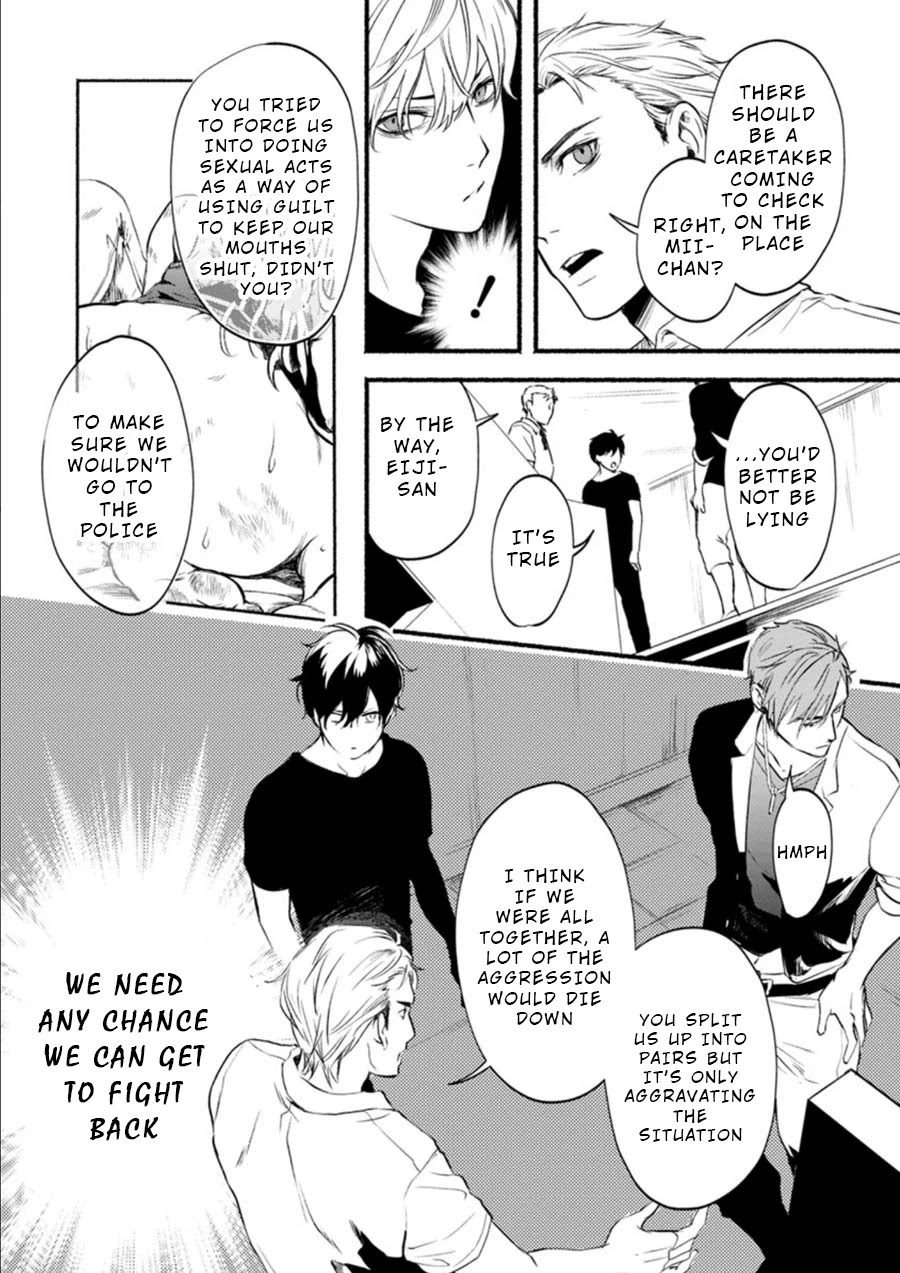 THERE
SHOULD
BE A
CARETAKER
COMING
TO CHECK
ON THE
PLACE
RIGHT,
MII-
CHAN?
!
...YOU'D
BETTER
NOT BE
LYING
IT'S
TRUE
BY THE
WAY,
EIJI-
SAN
YOU TRIED
TO FORCE US
INTO DOING
SEXUAL ACTS
AS A WAY OF
USING GUILT
TO KEEP OUR
MOUTHS
SHUT, DIDN'T
YOU?
TO MAKE
SURE WE
WOULDN'T
GO TO
THE
POLICE
HMPH
YOU SPLIT
US UP INTO
PAIRS BUT
IT'S ONLY
AGGRAVATING
THE
SITUATION
I THINK
IF WE
WERE ALL
TOGETHER, A
LOT OF THE
AGGRESSION
WOULD DIE
DOWN
WE NEED
ANY CHANCE
WE CAN GET
TO FIGHT
BACK